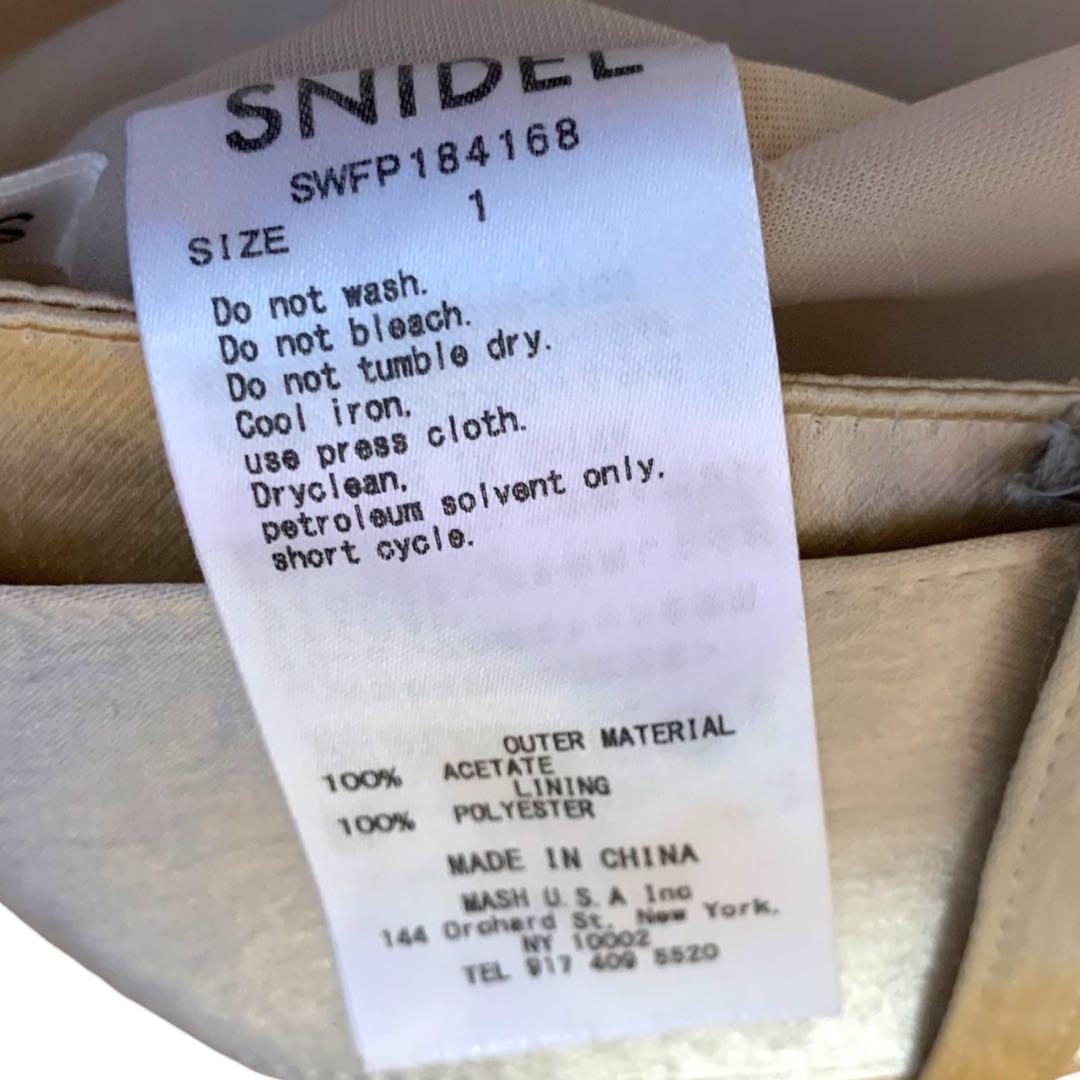 SNIDEL
SWFP184168
SIZE 1
Do not wash.
Do not bleach.
Do not tumble dry.
Cool iron.
use press cloth.
Dryclean.
petroleum solvent only.
short cycle.
OUTER MATERIAL
100% ACETATE
LINING
100% POLYESTER
MADE IN CHINA
MASH U.S.A Inc
144 Orchard St. New York.
NY 10002
TEL 917 409 5520